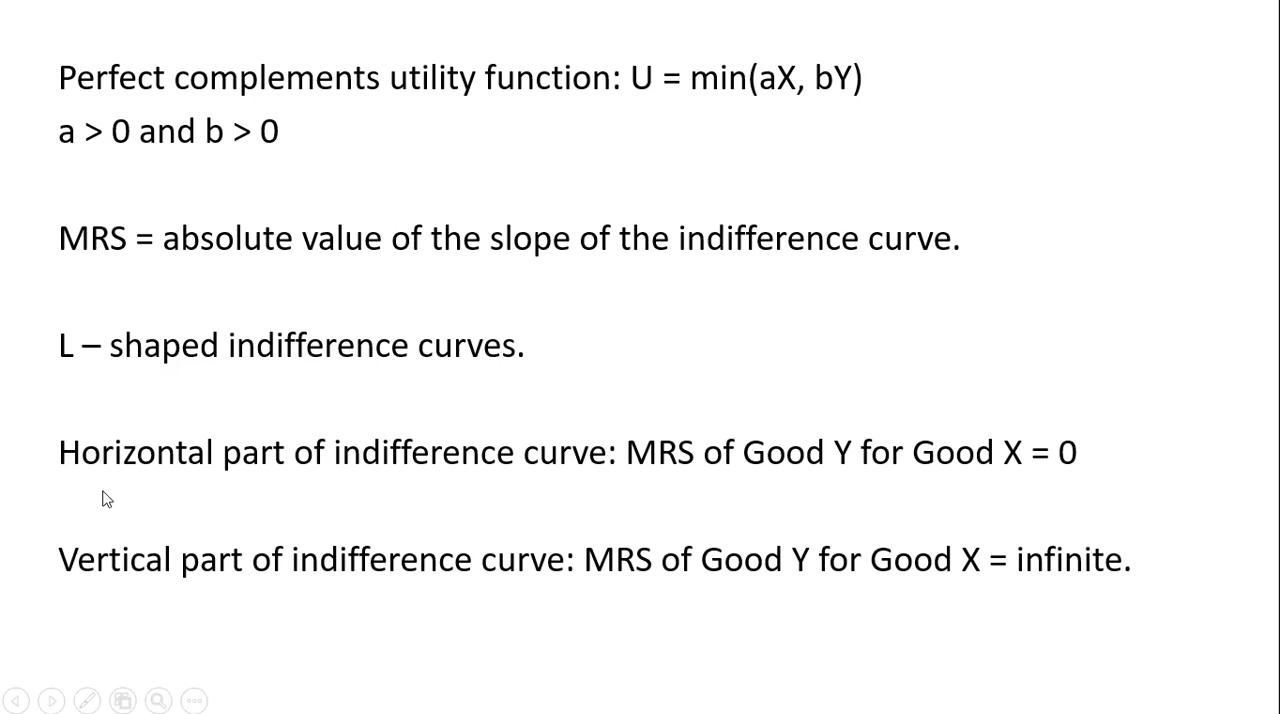 Perfect complements utility function: U = min(aX, bY)
a > 0 and b > 0
MRS = absolute value of the slope of the indifference curve.
L – shaped indifference curves.
Horizontal part of indifference curve: MRS of Good Y for Good X = 0
Vertical part of indifference curve: MRS of Good Y for Good X = infinite.